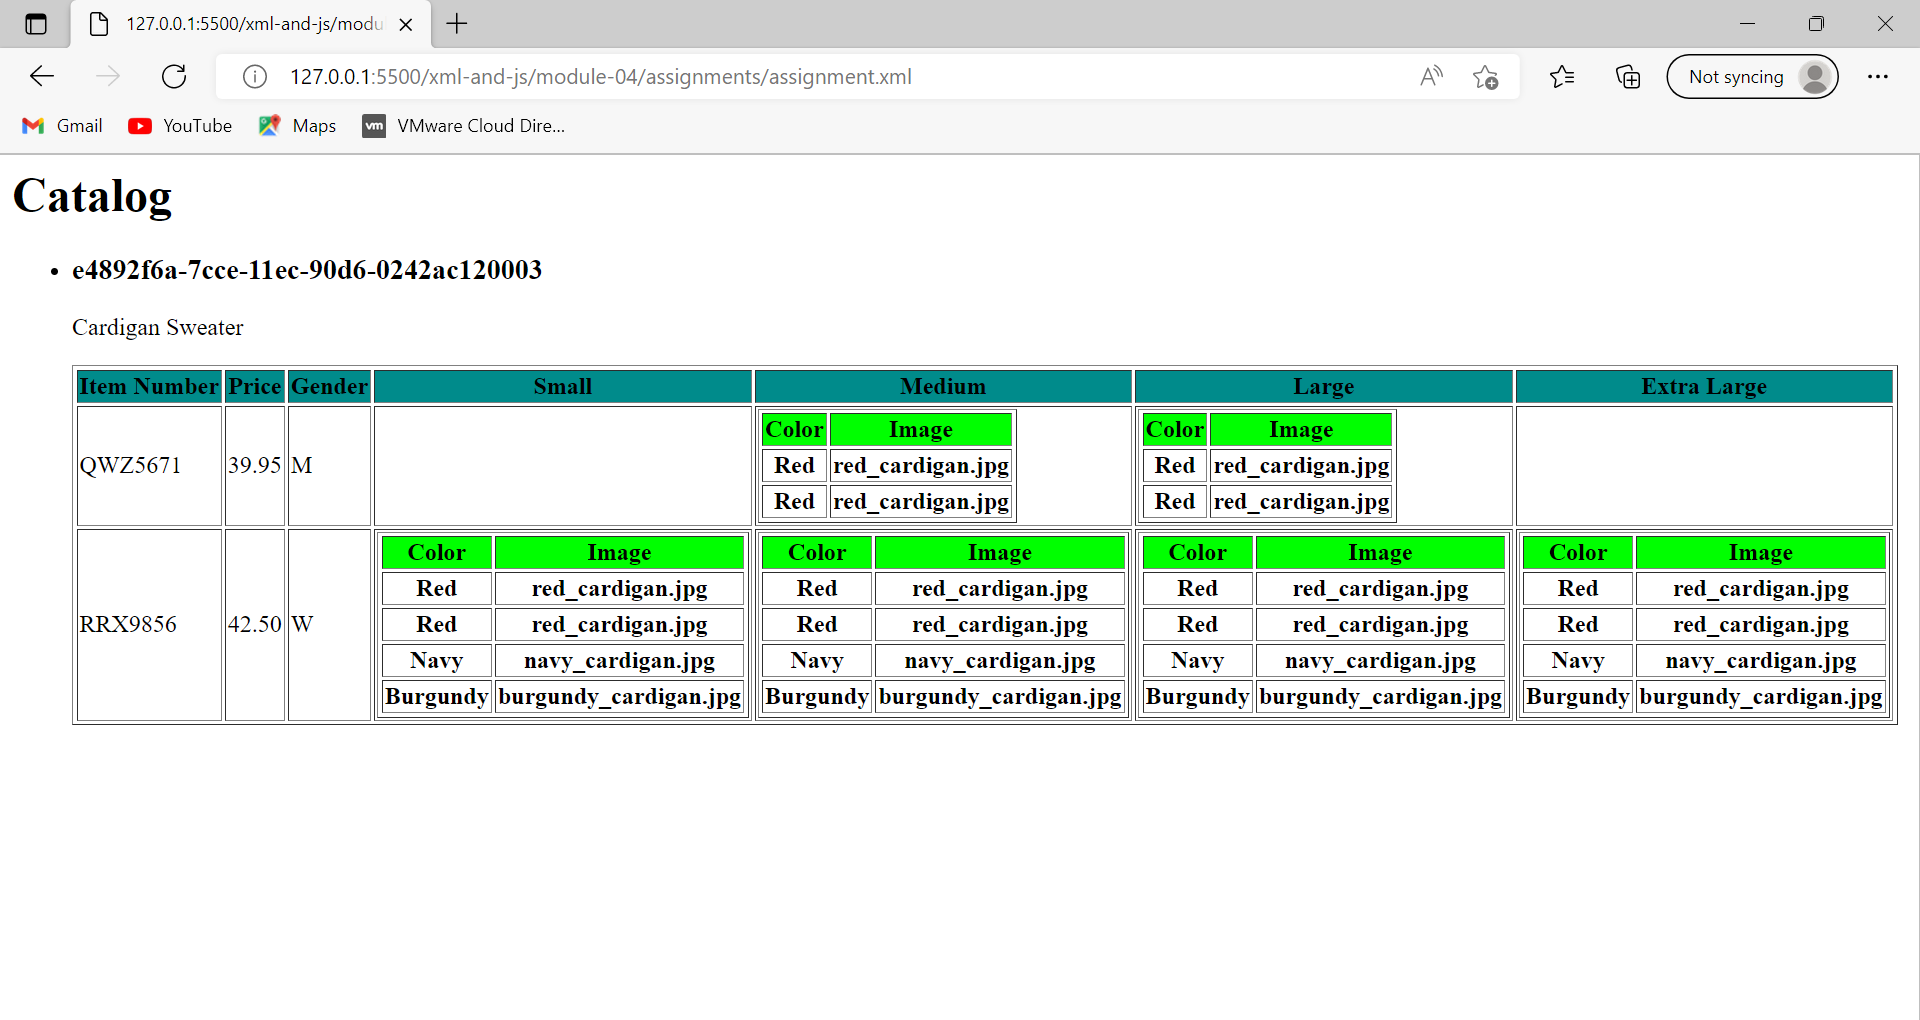 127.0.0.1:5500/xml-and-js/modu
127.0.0.1:5500/xml-and-js/module-04/assignments/assignment.xml
Not syncing
Gmail YouTube Maps vm VMware Cloud Dire...
Catalog
e4892f6a-7cce-11ec-90d6-0242ac120003
Cardigan Sweater
Item Number Price Gender Small Medium Large Extra Large
Color Image Color Image
QWZ5671 39.95 M Red red_cardigan.jpg Red red_cardigan.jpg
Red red_cardigan.jpg Red red_cardigan.jpg
Color Image Color Image Color Image Color Image
Red red_cardigan.jpg Red red_cardigan.jpg Red red_cardigan.jpg Red red_cardigan.jpg
RRX9856 42.50 W Red red_cardigan.jpg Red red_cardigan.jpg Red red_cardigan.jpg Red red_cardigan.jpg
Navy navy_cardigan.jpg Navy navy_cardigan.jpg Navy navy_cardigan.jpg Navy navy_cardigan.jpg
Burgundy burgundy_cardigan.jpg Burgundy burgundy_cardigan.jpg Burgundy burgundy_cardigan.jpg Burgundy burgundy_cardigan.jpg